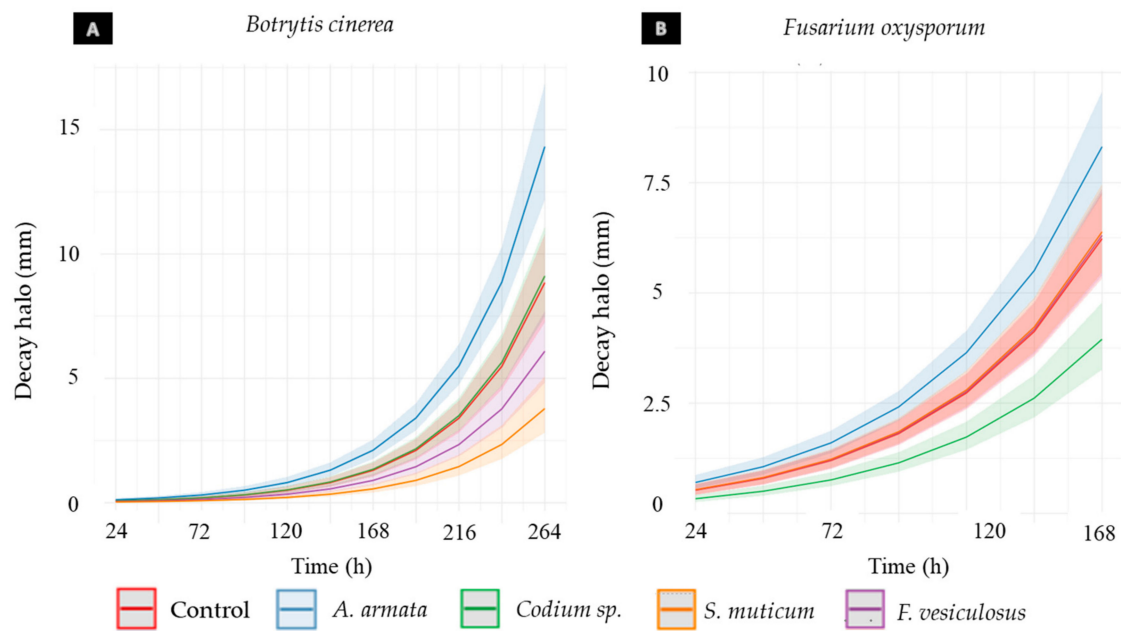 A
Botrytis cinerea
B
Fusarium oxysporum
Decay halo (mm)
15
10
5
0
24 72 120 168 216 264
Time (h)
Decay halo (mm)
10
7.5
5
2.5
0
24 72 120 168
Time (h)
Control A. armata Codium sp. S. muticum F. vesiculosus